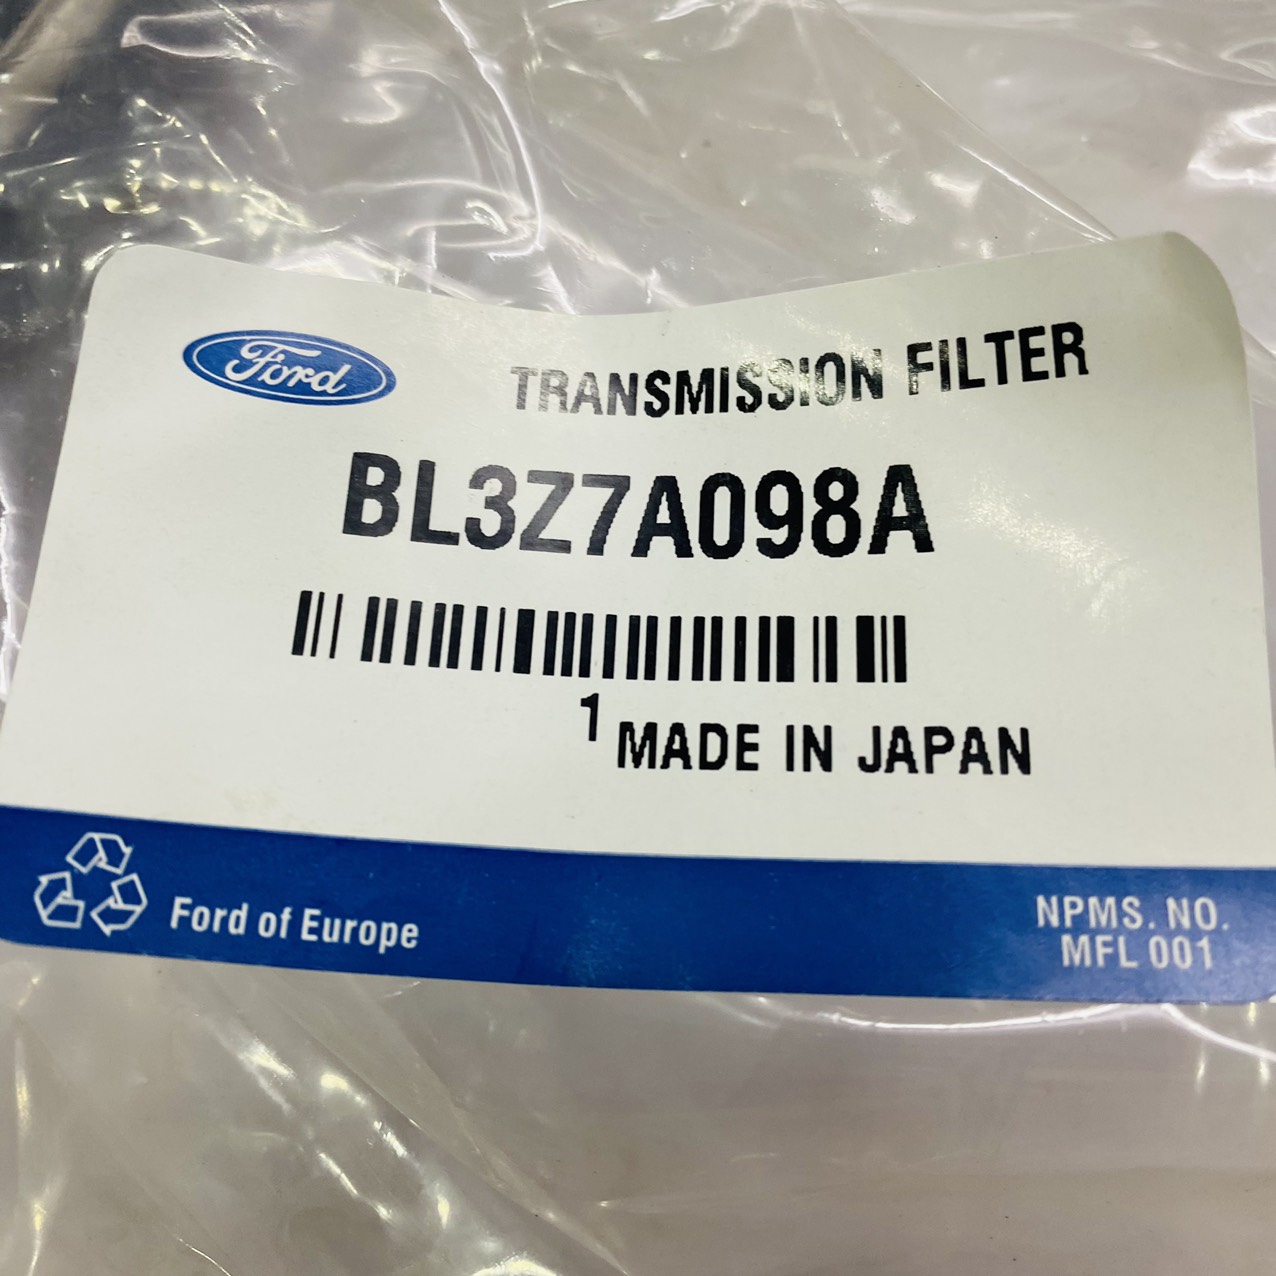 Ford
TRANSMISSION FILTER
BL3Z7A098A
1
MADE IN JAPAN
Ford of Europe
NPMS. NO.
MFL 001